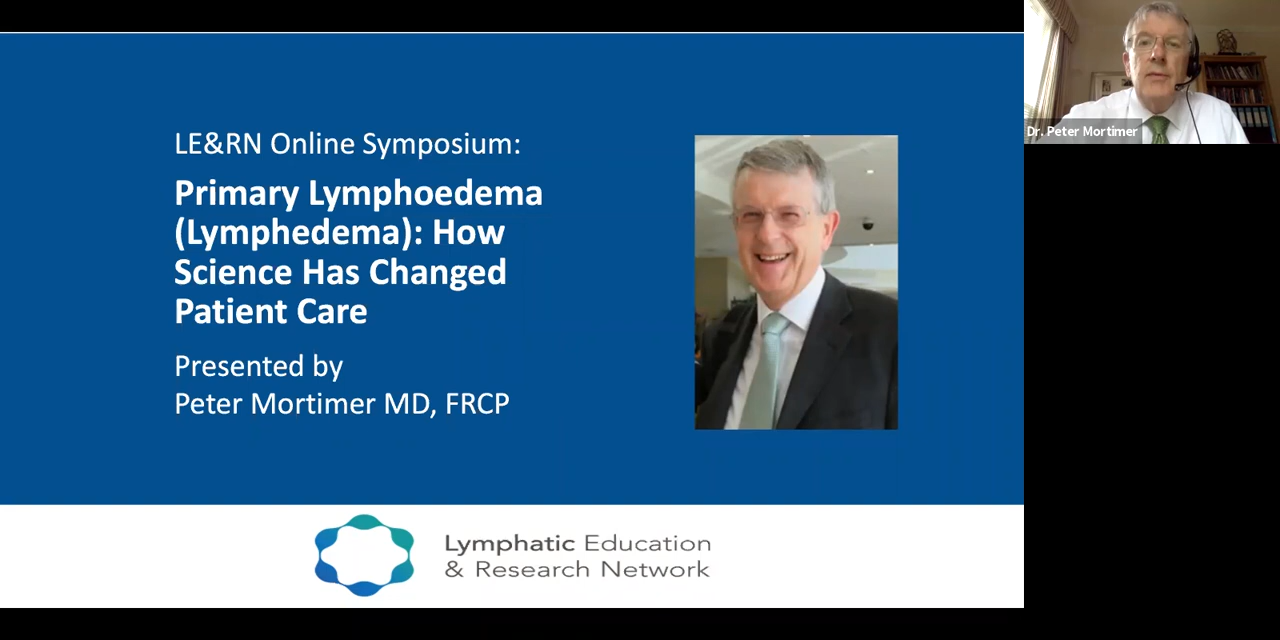 LE&RN Online Symposium:
Primary Lymphoedema
(Lymphedema): How
Science Has Changed
Patient Care
Presented by
Peter Mortimer MD, FRCP
Lymphatic Education
& Research Network
Dr. Peter Mortimer